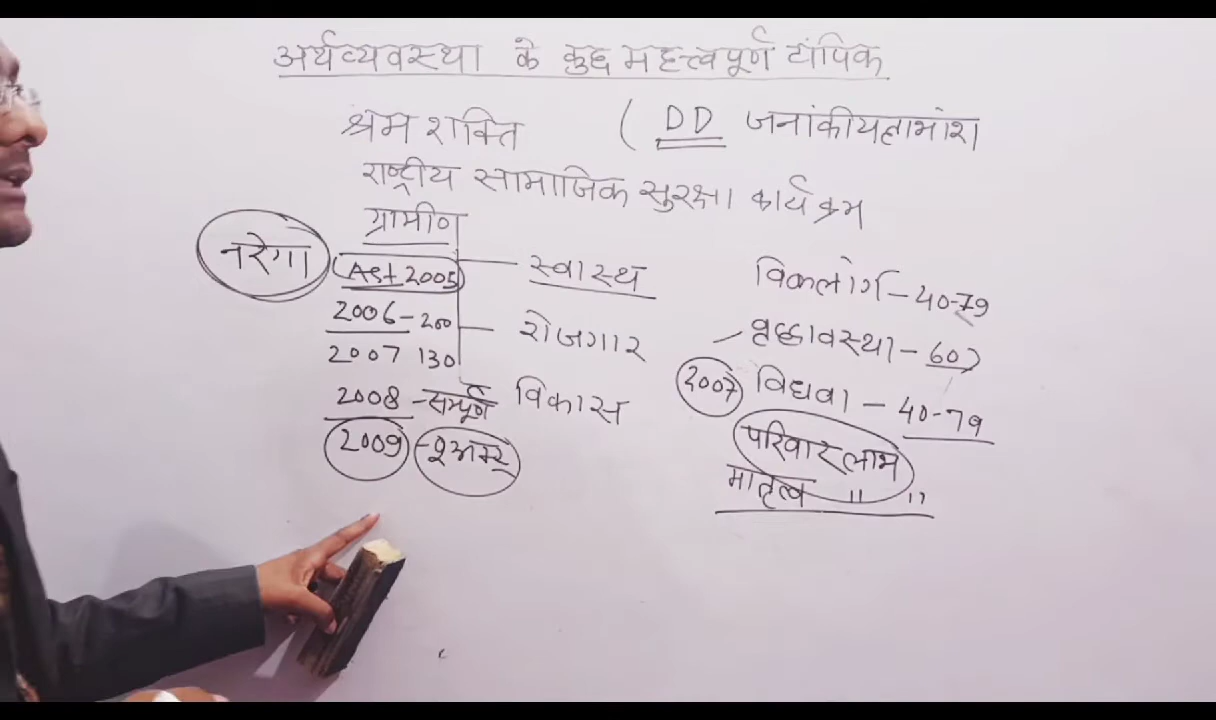 अर्थव्यवस्था के कुछ महत्त्वपूर्ण टांपिक
श्रम शक्ति ( DD जनांकीयलाभांश
राष्ट्रीय सामाजिक सुरक्षा कार्यक्रम
ग्रामीण
नरेगा Act 2005 स्वास्थ विकलांग - 40-79
2006 - 200 रोजगार वृद्धावस्था - 60
2007 130 2007 विधवा - 40-79
2008 - सम्पूर्ण विकास परिवार लाभ
2009 - मातृत्व " "